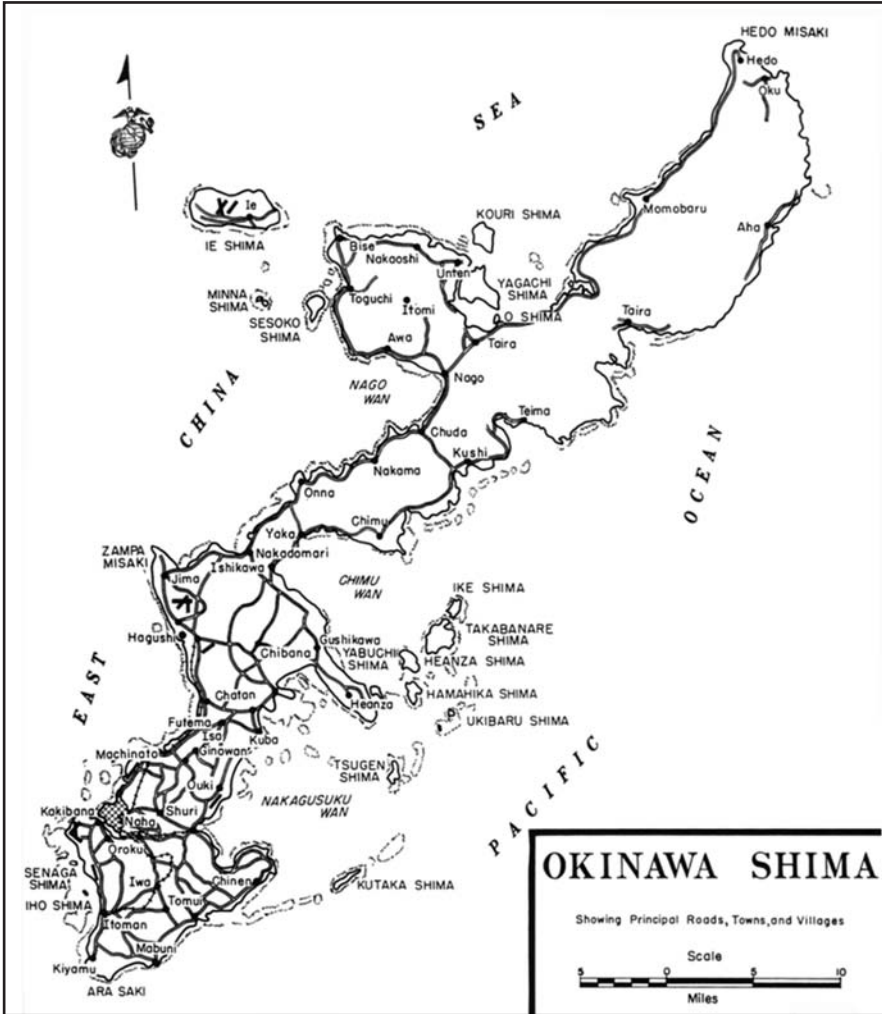 HEDO MISAKI
Hedo
Oku
SEA
Ie
IE SHIMA
KOURI SHIMA
Momobaru
Aha
Bise
Nakaoshi
Unten
YAGACHI
SHIMA
MINNA
SHIMA
Toguchi
Itomi
SESOKO
SHIMA
O SHIMA
Taira
Awa
Taira
NAGO
WAN
Nago
CHINA
Teima
Chuda
OCEAN
Kushi
Nakama
Onna
Chimu
Yaka
ZAMPA
MISAKI
Nakadomari
Ishikawa
Jima
CHIMU
WAN
IKE SHIMA
TAKABANARE
SHIMA
Hagushi
Gushikawa
Chibana
YABUCHI
SHIMA
HEANZA SHIMA
EAST
Chatan
Heanza
HAMAHIKA SHIMA
UKIBARU SHIMA
Futema
Isa
Kuba
Machinato
Ginowan
TSUGEN
SHIMA
PACIFIC
Ouki
NAKAGUSUKU
WAN
Kakibana
Naha
Shuri
Oroku
SENAGA
SHIMA
Iwa
Chinen
KUTAKA SHIMA
IHO SHIMA
Tomui
Itoman
Mabuni
Kiyamu
ARA SAKI
OKINAWA SHIMA
Showing Principal Roads, Towns, and Villages
Scale
5 0 5 10
Miles